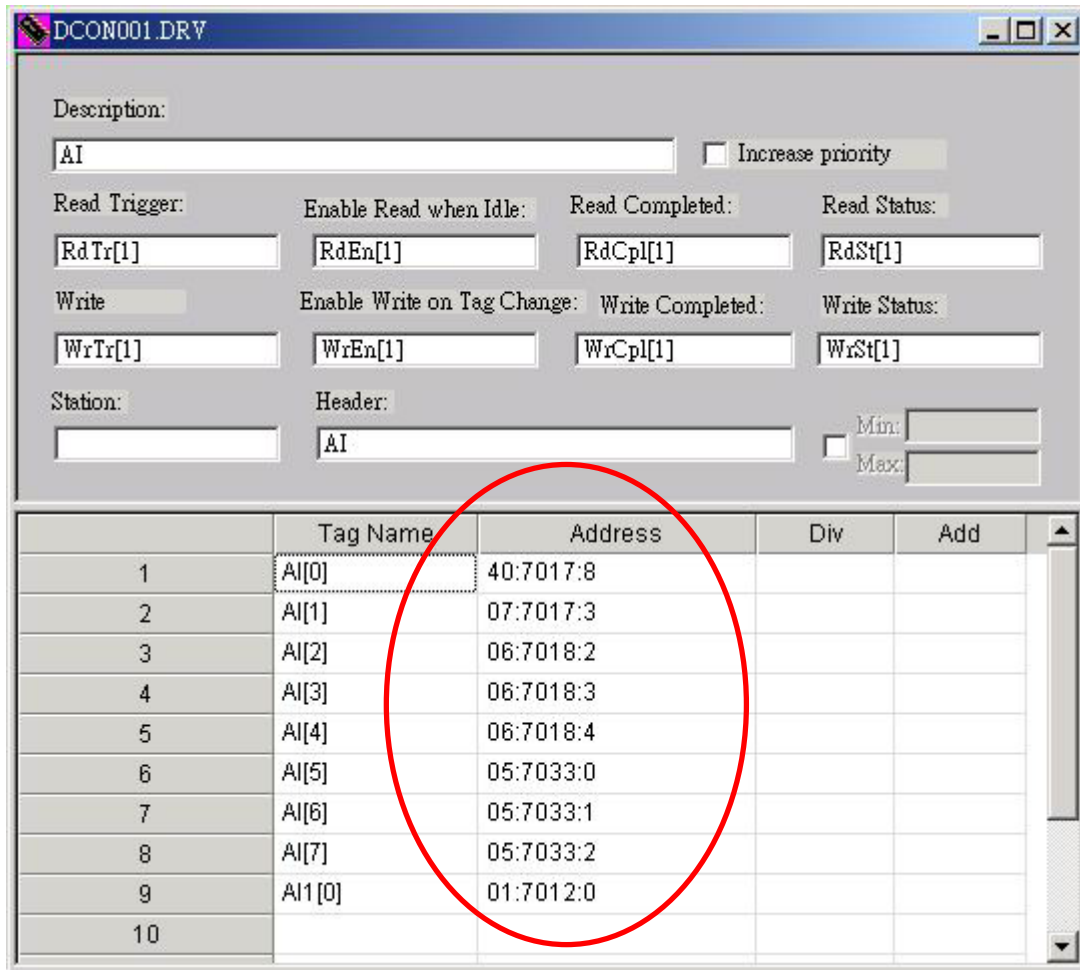 DCON001.DRV
Description:
AI
Increase priority
Read Trigger: Enable Read when Idle: Read Completed: Read Status:
RdTr[1] RdEn[1] RdCpl[1] RdSt[1]
Write Enable Write on Tag Change: Write Completed: Write Status:
WrTr[1] WrEn[1] WrCpl[1] WrSt[1]
Station: Header:
AI
Min:
Max:
Tag Name Address Div Add
1 AI[0] 40:7017:8
2 AI[1] 07:7017:3
3 AI[2] 06:7018:2
4 AI[3] 06:7018:3
5 AI[4] 06:7018:4
6 AI[5] 05:7033:0
7 AI[6] 05:7033:1
8 AI[7] 05:7033:2
9 AI1[0] 01:7012:0
10